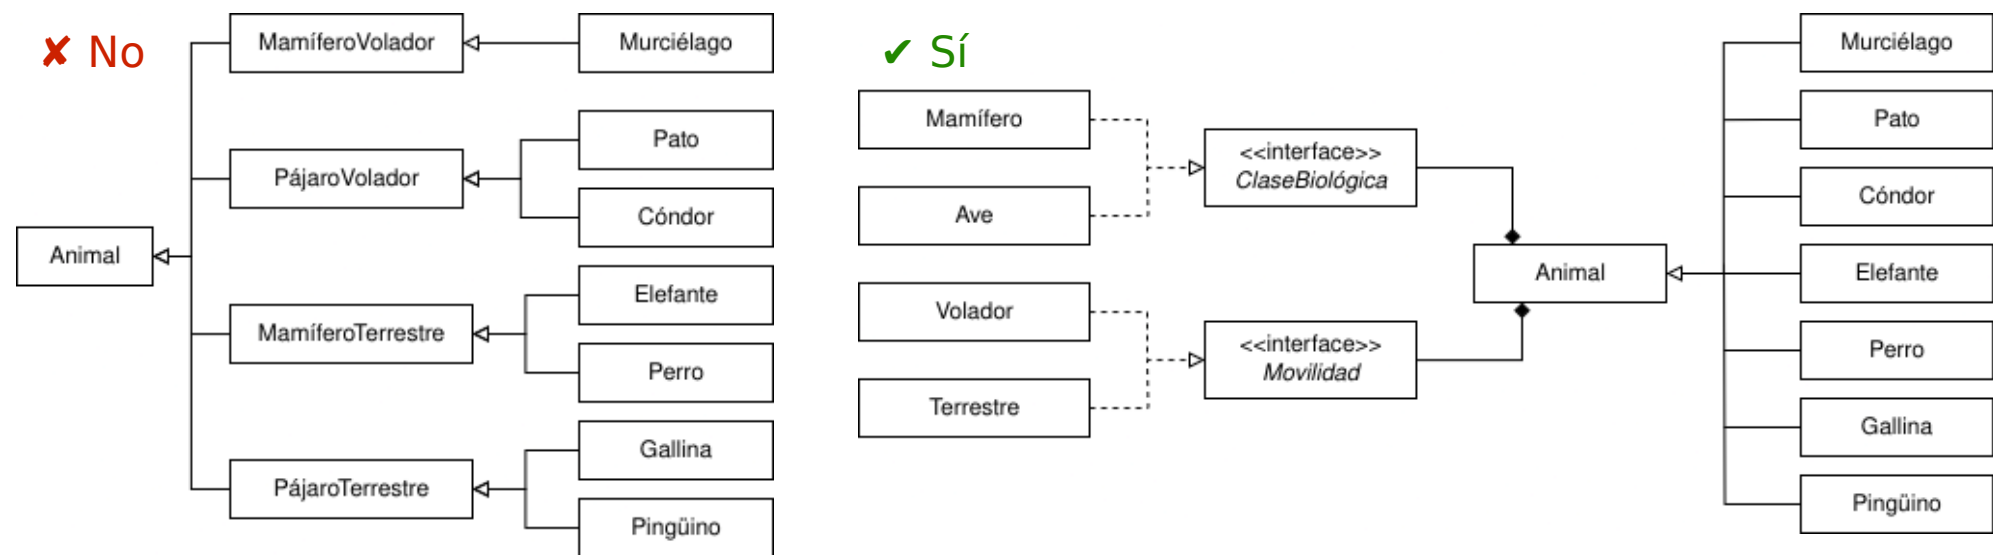 ✘ No
MamíferoVolador
Murciélago
Pato
PájaroVolador
Cóndor
Animal
Elefante
MamíferoTerrestre
Perro
Gallina
PájaroTerrestre
Pingüino
✔ Sí
Mamífero
<<interface>>
ClaseBiológica
Ave
Volador
<<interface>>
Movilidad
Terrestre
Animal
Murciélago
Pato
Cóndor
Elefante
Perro
Gallina
Pingüino